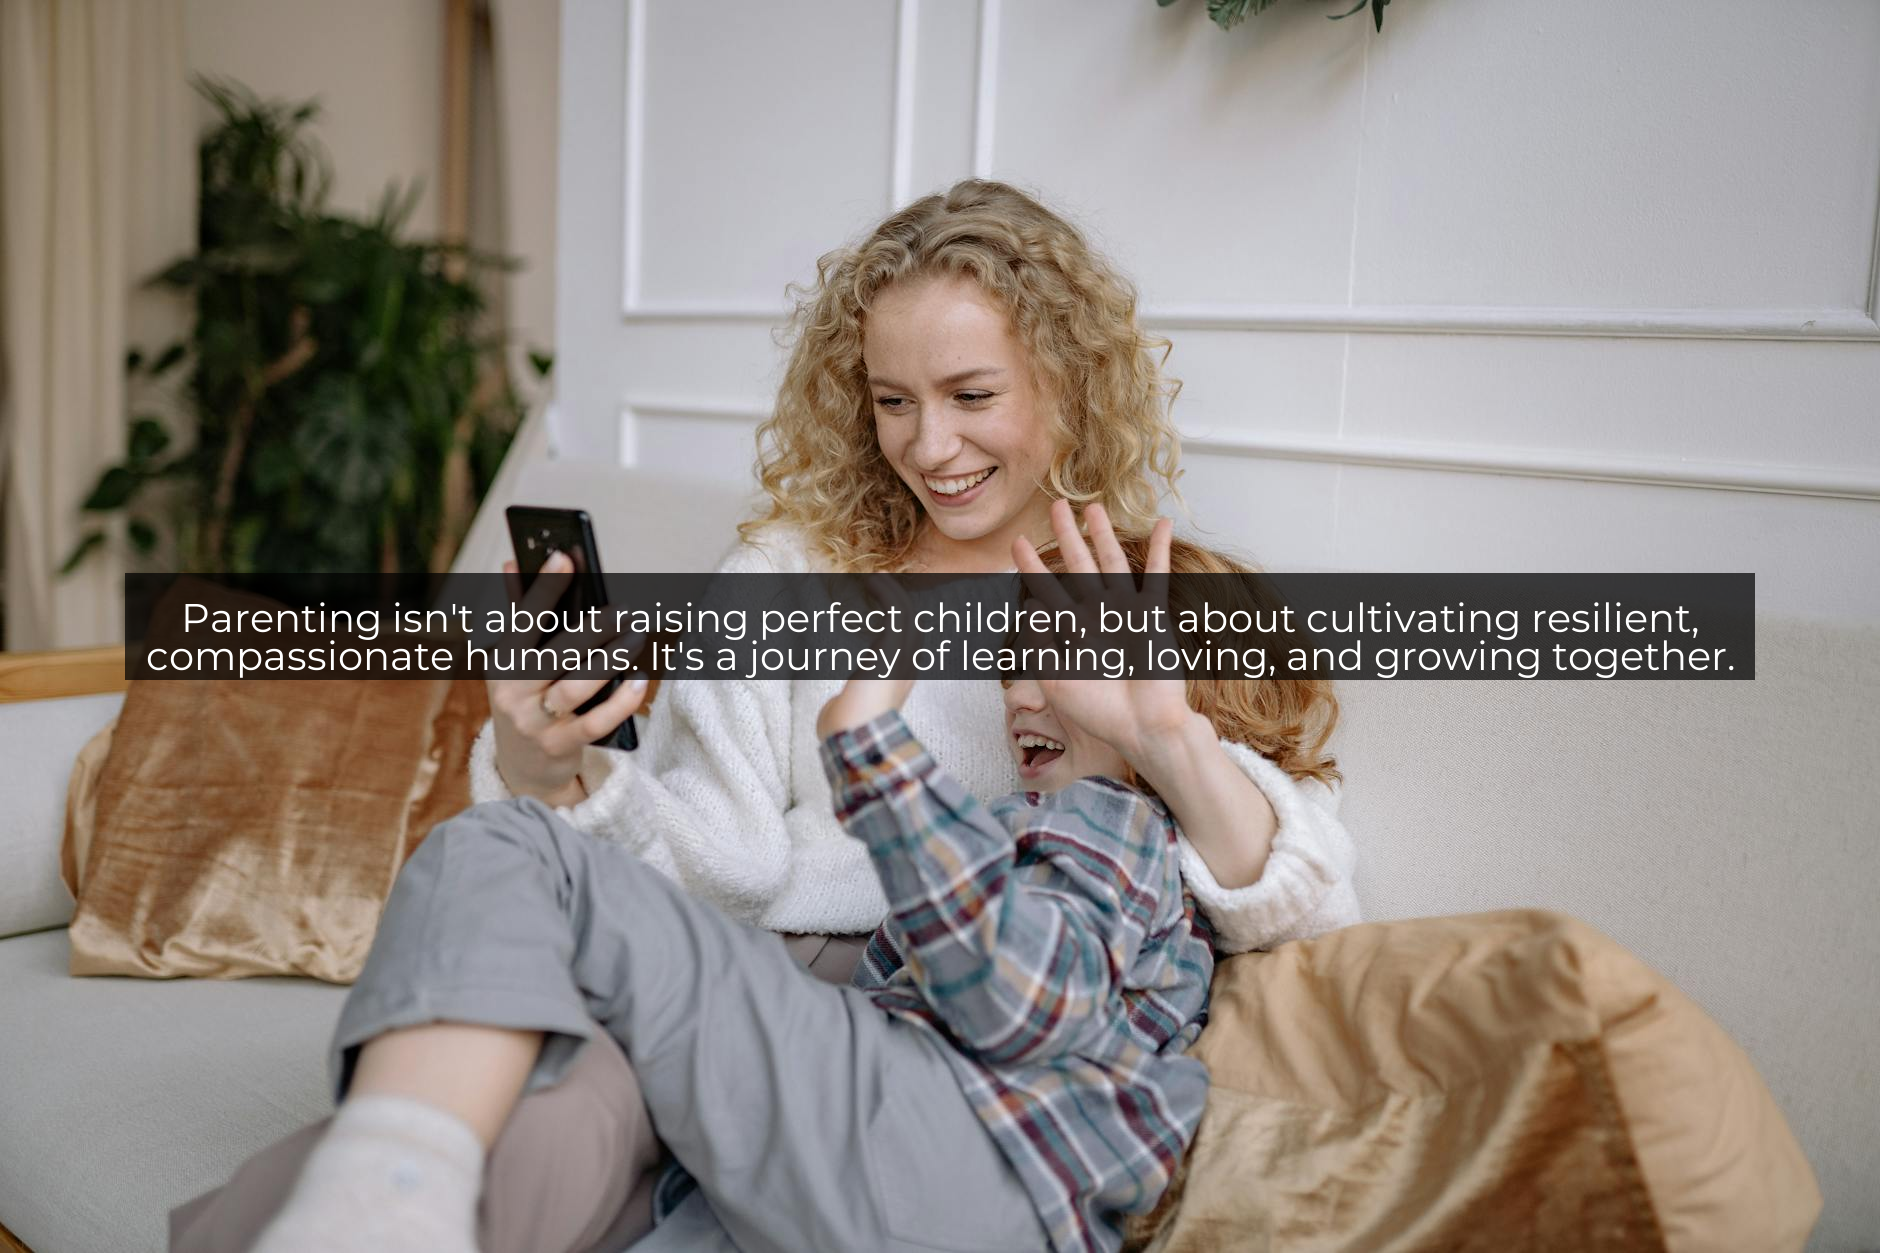 Parenting isn't about raising perfect children, but about cultivating resilient,
compassionate humans. It's a journey of learning, loving, and growing together.